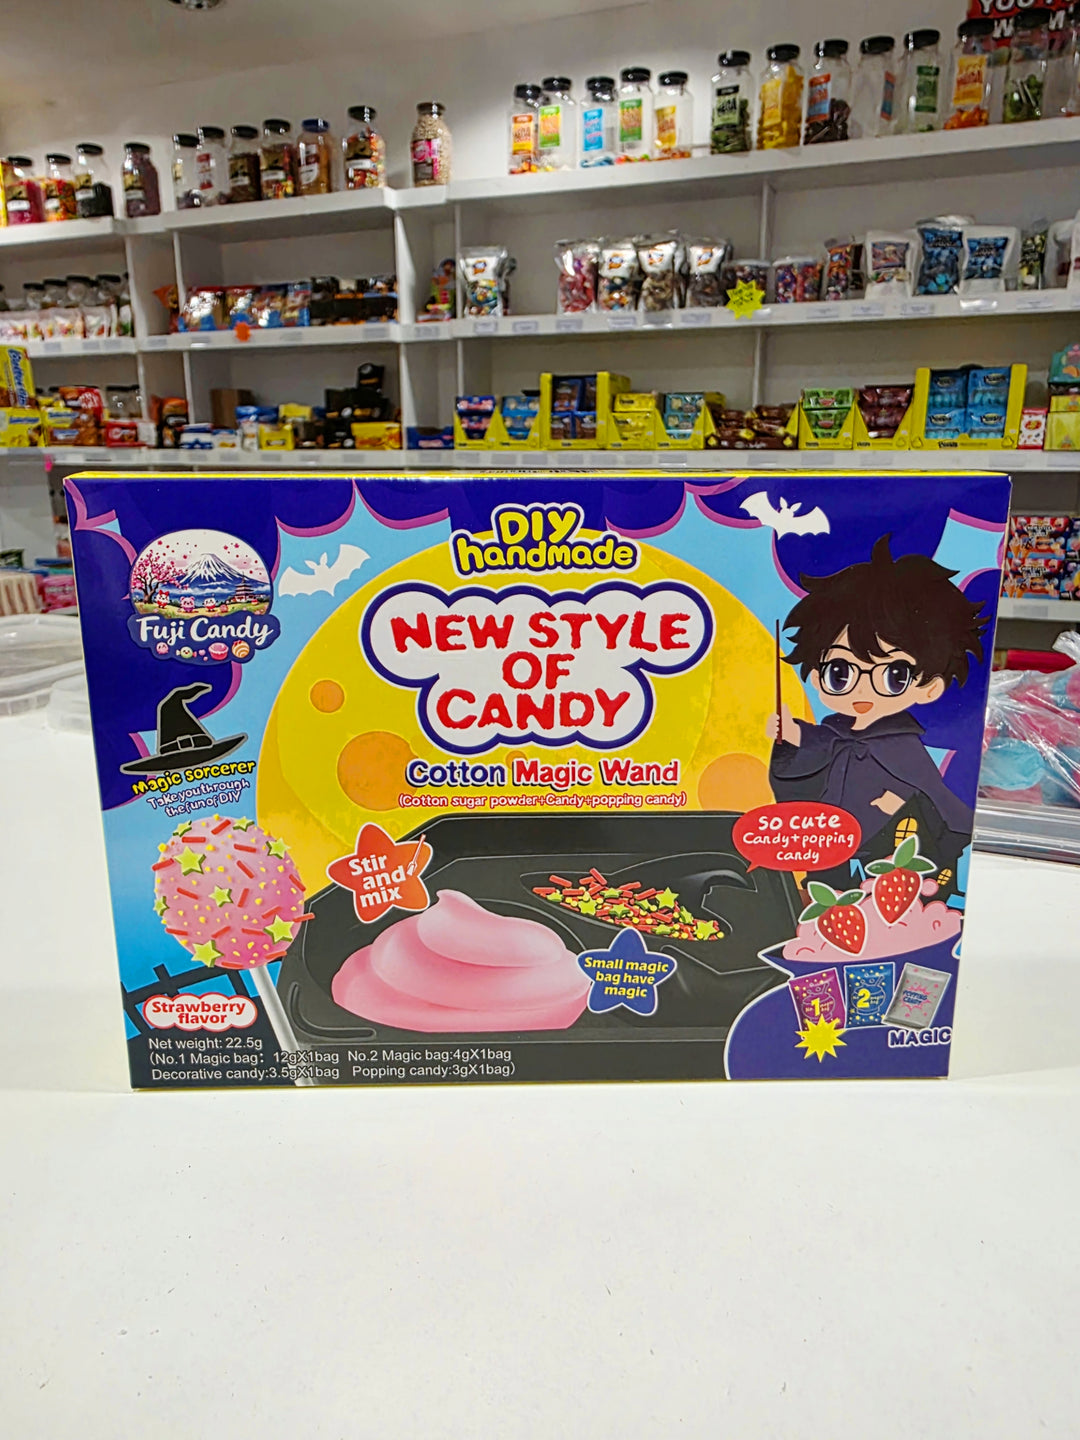 YOU
DIY
handmade
Fuji Candy
NEW STYLE
OF
CANDY
Cotton Magic Wand
(Cotton sugar powder+Candy+popping candy)
Magic sorcerer
Take you through
the fun of DIY
Stir
and
mix
so cute
Candy+popping
candy
Small magic
bag have
magic
Strawberry
flavor
1
2
MAGIC
Net weight: 22.5g
(No.1 Magic bag: 12gX1bag No.2 Magic bag:4gX1bag
Decorative candy:3.5gX1bag Popping candy:3gX1bag)